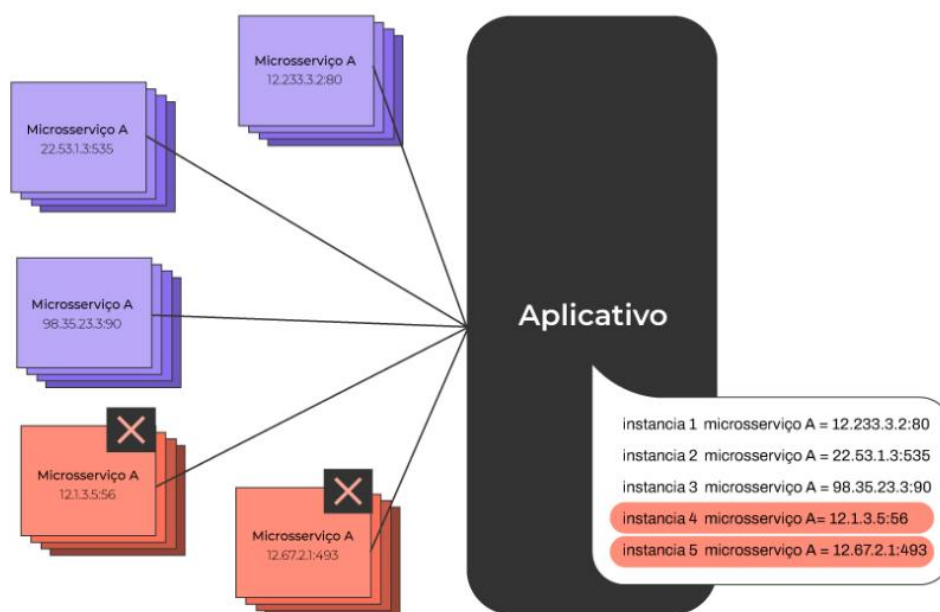 Microsserviço A
12.233.3.2:80
Microsserviço A
22.53.1.3:535
Microsserviço A
98.35.23.3:90
Microsserviço A
12.1.3.5:56
Microsserviço A
12.67.2.1:493
Aplicativo
instancia 1 microsserviço A = 12.233.3.2:80
instancia 2 microsserviço A = 22.53.1.3:535
instancia 3 microsserviço A = 98.35.23.3:90
instancia 4 microsserviço A= 12.1.3.5:56
instancia 5 microsserviço A = 12.67.2.1:493